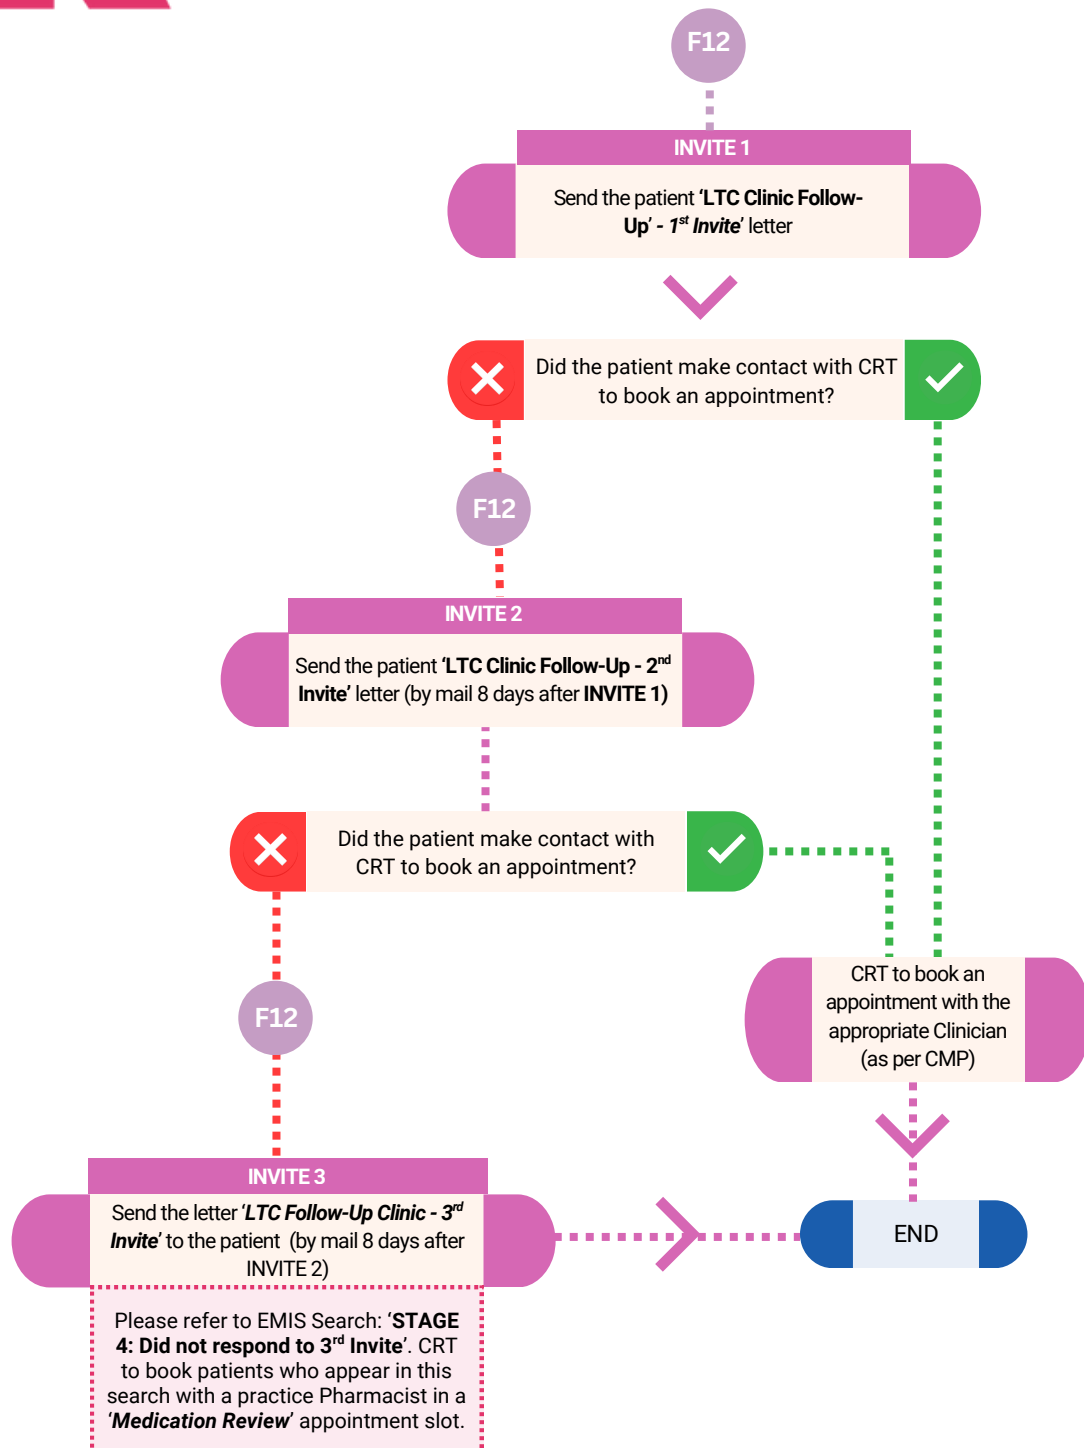 F12
INVITE 1
Send the patient ‘LTC Clinic Follow-
Up’ - 1st Invite’ letter
Did the patient make contact with CRT
to book an appointment?
F12
INVITE 2
Send the patient ‘LTC Clinic Follow-Up - 2nd
Invite’ letter (by mail 8 days after INVITE 1)
Did the patient make contact with
CRT to book an appointment?
F12
CRT to book an
appointment with the
appropriate Clinician
(as per CMP)
INVITE 3
Send the letter ‘LTC Follow-Up Clinic - 3rd
Invite’ to the patient (by mail 8 days after
INVITE 2)
END
Please refer to EMIS Search: ‘STAGE
4: Did not respond to 3rd Invite’. CRT
to book patients who appear in this
search with a practice Pharmacist in a
‘Medication Review’ appointment slot.